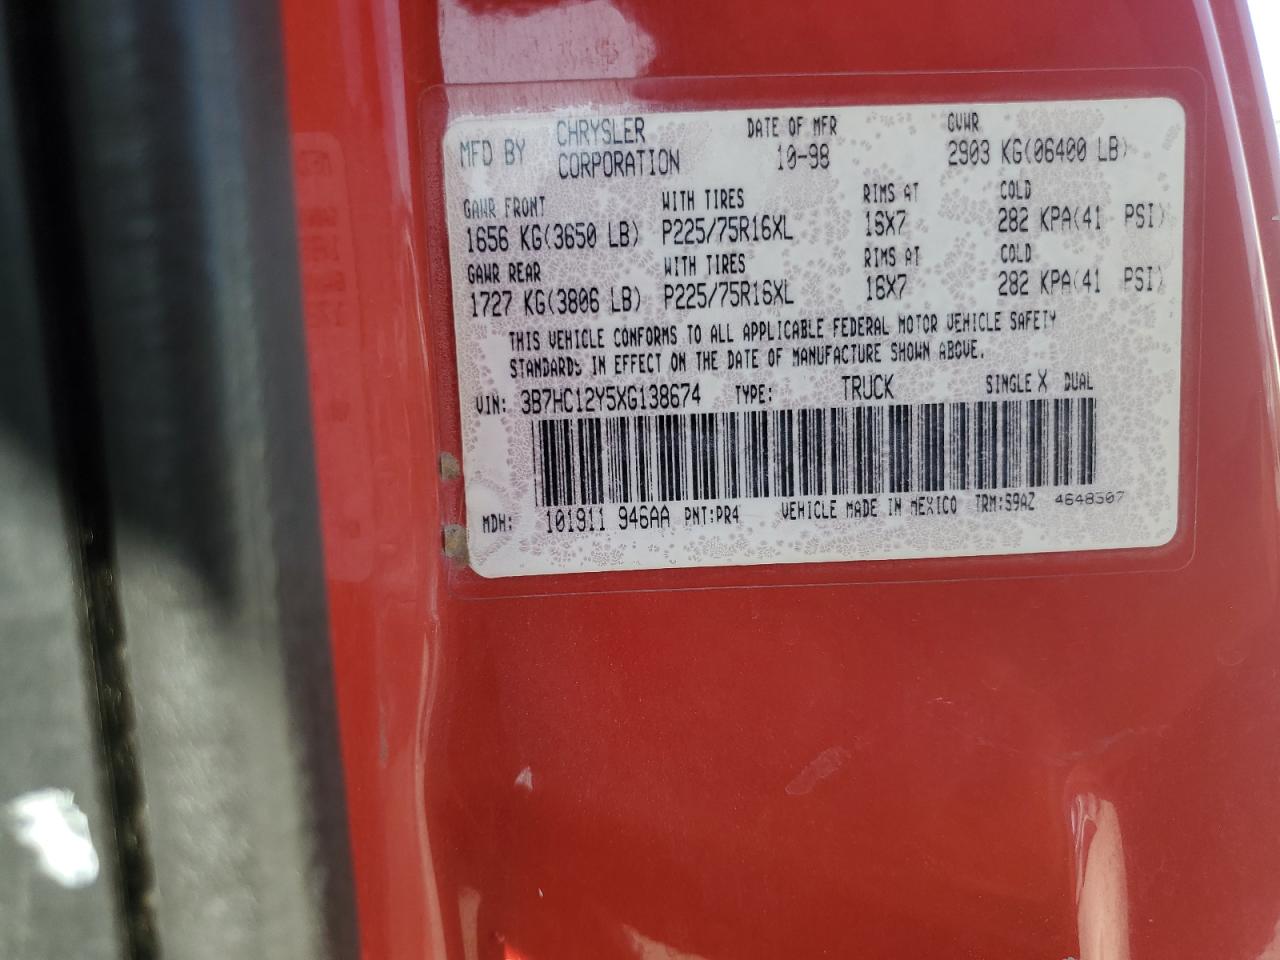 MFD BY CHRYSLER CORPORATION DATE OF MFR 10-98 GVWR 2903 KG(06400 LB)
GAWR FRONT WITH TIRES RIMS AT COLD
1656 KG(3650 LB) P225/75R16XL 16X7 282 KPA(41 PSI)
GAWR REAR WITH TIRES RIMS AT COLD
1727 KG(3806 LB) P225/75R16XL 16X7 282 KPA(41 PSI)
THIS VEHICLE CONFORMS TO ALL APPLICABLE FEDERAL MOTOR VEHICLE SAFETY
STANDARDS IN EFFECT ON THE DATE OF MANUFACTURE SHOWN ABOVE.
VIN: 3B7HC12Y5XG138674 TYPE: TRUCK SINGLE X DUAL
MDH: 101911 946AA PNT:PR4 VEHICLE MADE IN MEXICO TRM:S9AZ 4648507